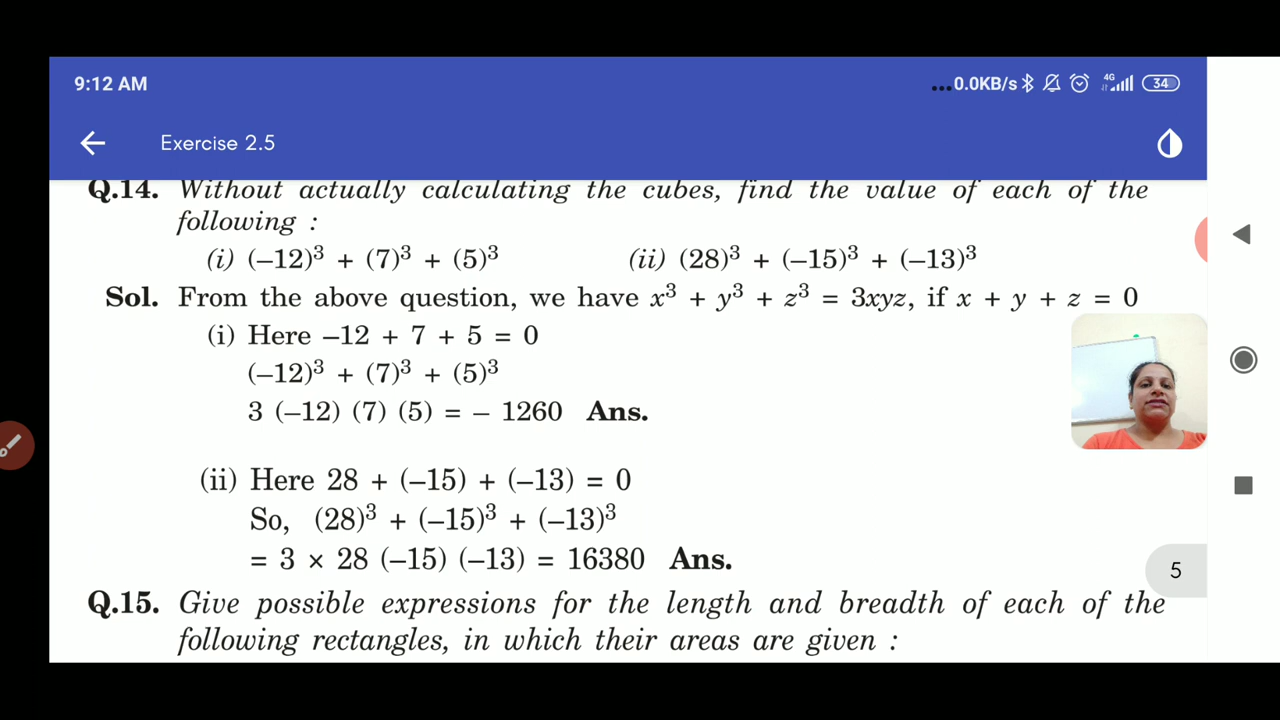 9:12 AM
...0.0KB/s 4G 34
Exercise 2.5
Q.14. Without actually calculating the cubes, find the value of each of the
following :
(i) (–12)³ + (7)³ + (5)³ (ii) (28)³ + (–15)³ + (–13)³
Sol. From the above question, we have x³ + y³ + z³ = 3xyz, if x + y + z = 0
(i) Here –12 + 7 + 5 = 0
(–12)³ + (7)³ + (5)³
3 (–12) (7) (5) = – 1260 Ans.
(ii) Here 28 + (–15) + (–13) = 0
So, (28)³ + (–15)³ + (–13)³
= 3 × 28 (–15) (–13) = 16380 Ans.
5
Q.15. Give possible expressions for the length and breadth of each of the
following rectangles, in which their areas are given :